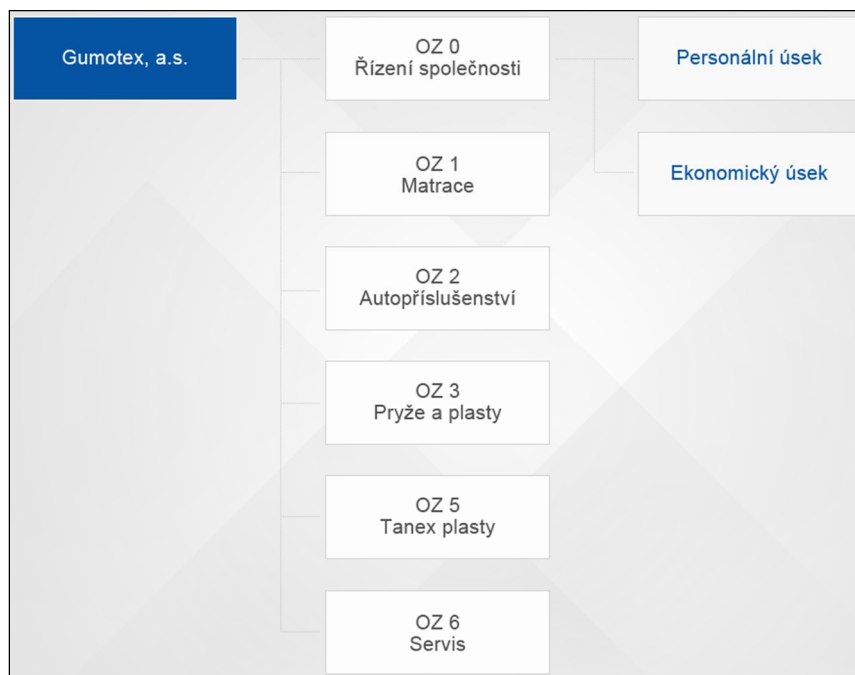 Gumotex, a.s.
OZ 0
Řízení společnosti
Personální úsek
OZ 1
Matrace
Ekonomický úsek
OZ 2
Autopříslušenství
OZ 3
Pryže a plasty
OZ 5
Tanex plasty
OZ 6
Servis